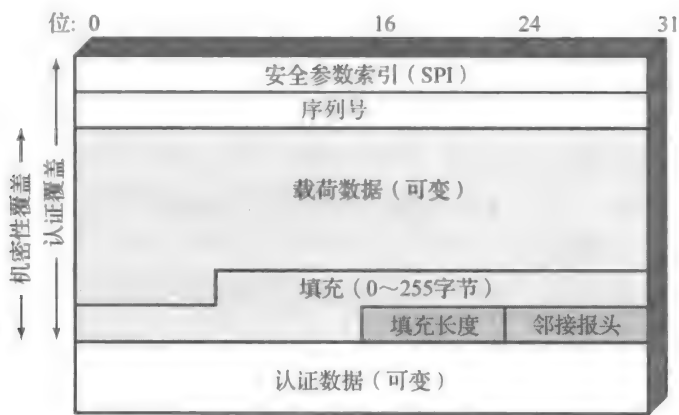 位: 0 16 24 31
安全参数索引(SPI)
序列号
载荷数据(可变)
填充(0~255字节)
填充长度 邻接报头
认证数据(可变)
机密性覆盖
认证覆盖